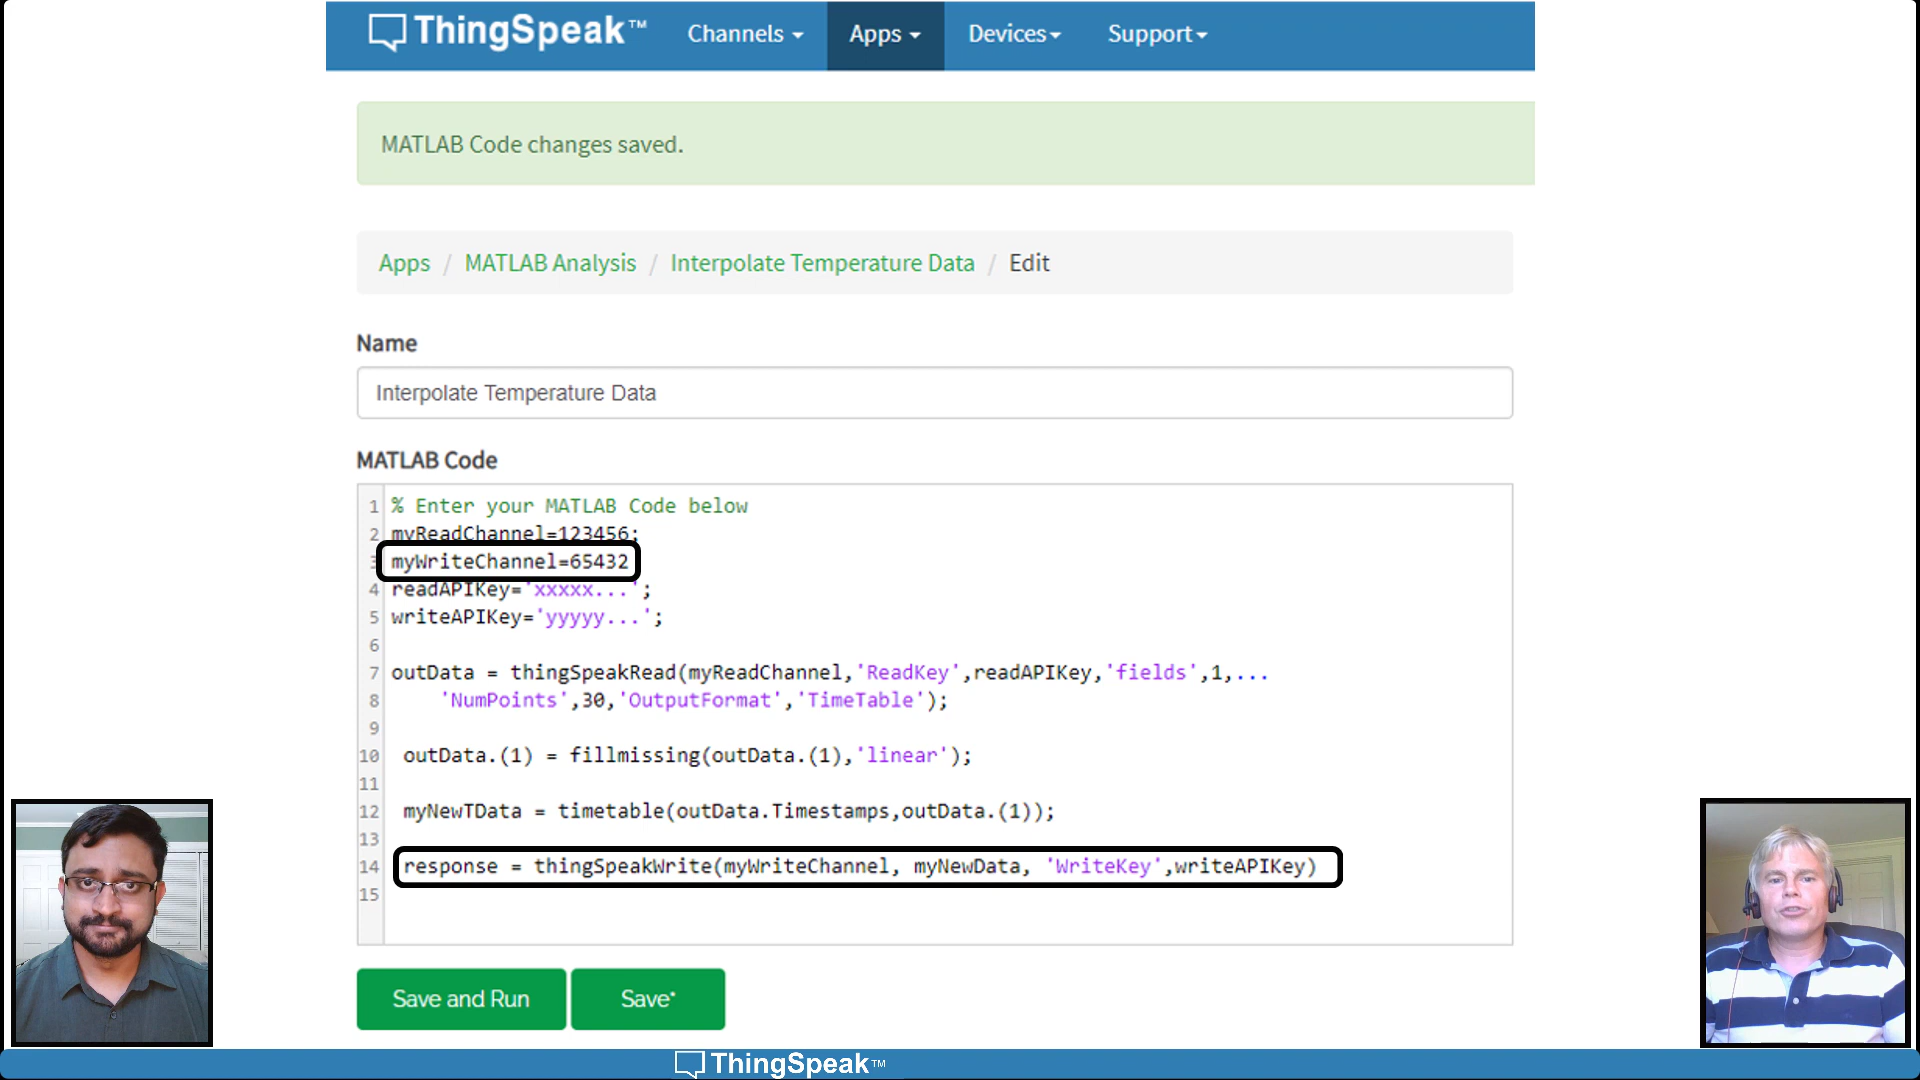 ThingSpeak™ Channels Apps Devices Support
MATLAB Code changes saved.
Apps / MATLAB Analysis / Interpolate Temperature Data / Edit
Name
Interpolate Temperature Data
MATLAB Code
1 % Enter your MATLAB Code below
2 myReadChannel=123456;
3 myWriteChannel=65432
4 readAPIKey='xxxxx...';
5 writeAPIKey='yyyyy...';
6
7 outData = thingSpeakRead(myReadChannel,'ReadKey',readAPIKey,'fields',1,...
8 'NumPoints',30,'OutputFormat','TimeTable');
9
10 outData.(1) = fillmissing(outData.(1),'linear');
11
12 myNewTData = timetable(outData.Timestamps,outData.(1));
13
14 response = thingSpeakWrite(myWriteChannel, myNewData, 'WriteKey',writeAPIKey)
15
Save and Run Save*
ThingSpeak™